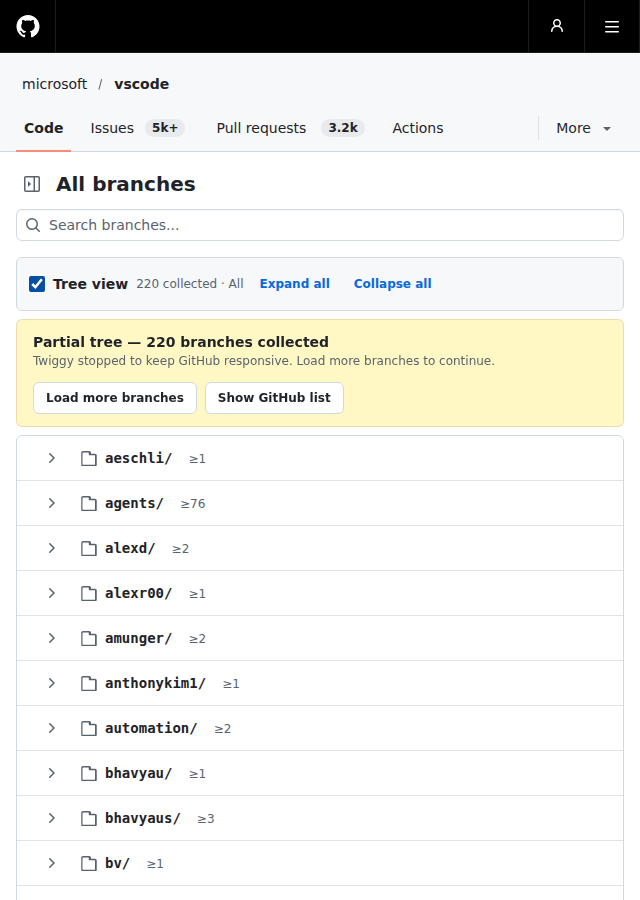 microsoft / vscode
Code Issues 5k+ Pull requests 3.2k Actions More
All branches
Search branches...
Tree view 220 collected · All Expand all Collapse all
Partial tree — 220 branches collected
Twiggy stopped to keep GitHub responsive. Load more branches to continue.
Load more branches Show GitHub list
aeschli/ ≥1
agents/ ≥76
alexd/ ≥2
alexr00/ ≥1
amunger/ ≥2
anthonykim1/ ≥1
automation/ ≥2
bhavyau/ ≥1
bhavyaus/ ≥3
bv/ ≥1